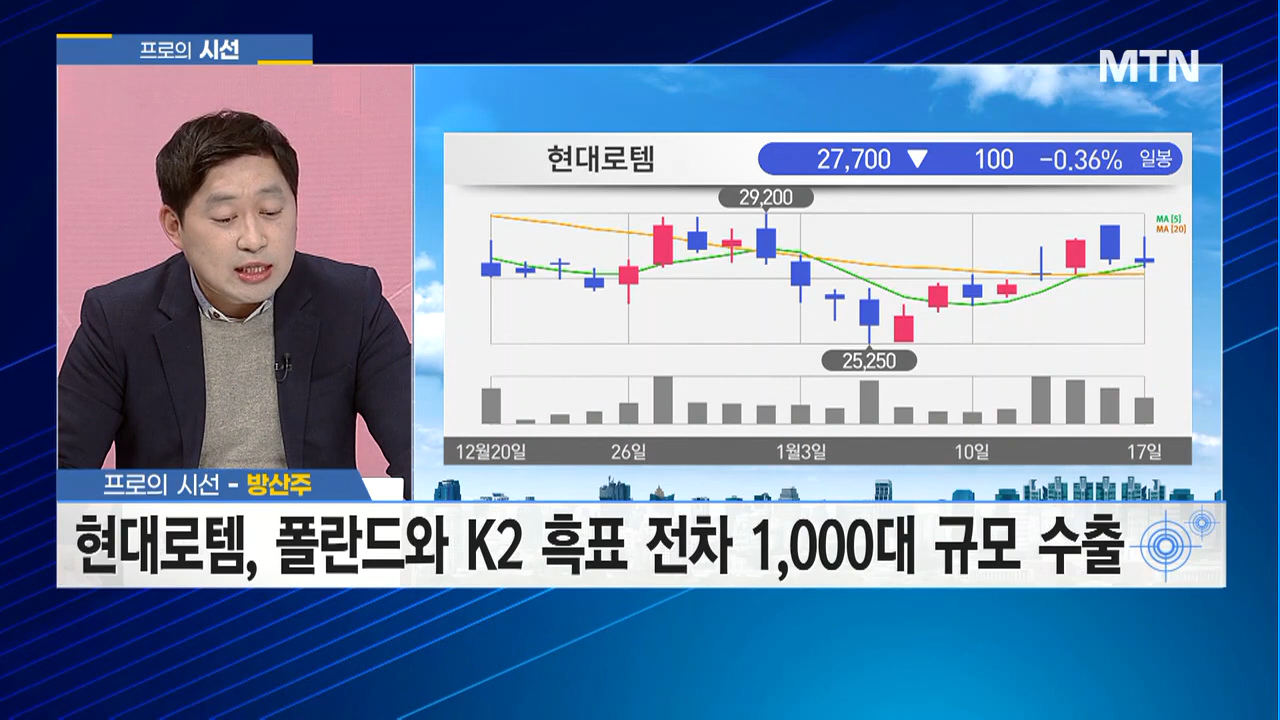 프로의 시선
MTN
현대로템
27,700 ▼ 100 -0.36% 일봉
29,200
MA [5]
MA [20]
25,250
12월20일 26일 1월3일 10일 17일
프로의 시선 - 방산주
현대로템, 폴란드와 K2 흑표 전차 1,000대 규모 수출